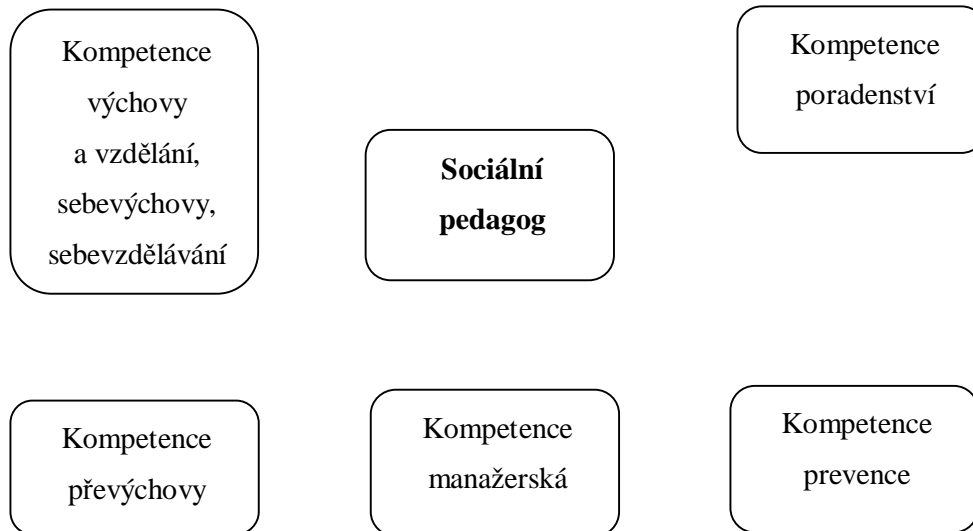 Kompetence
výchovy
a vzdělání,
sebevýchovy,
sebevzdělávání
Sociální
pedagog
Kompetence
poradenství
Kompetence
převýchovy
Kompetence
manažerská
Kompetence
prevence